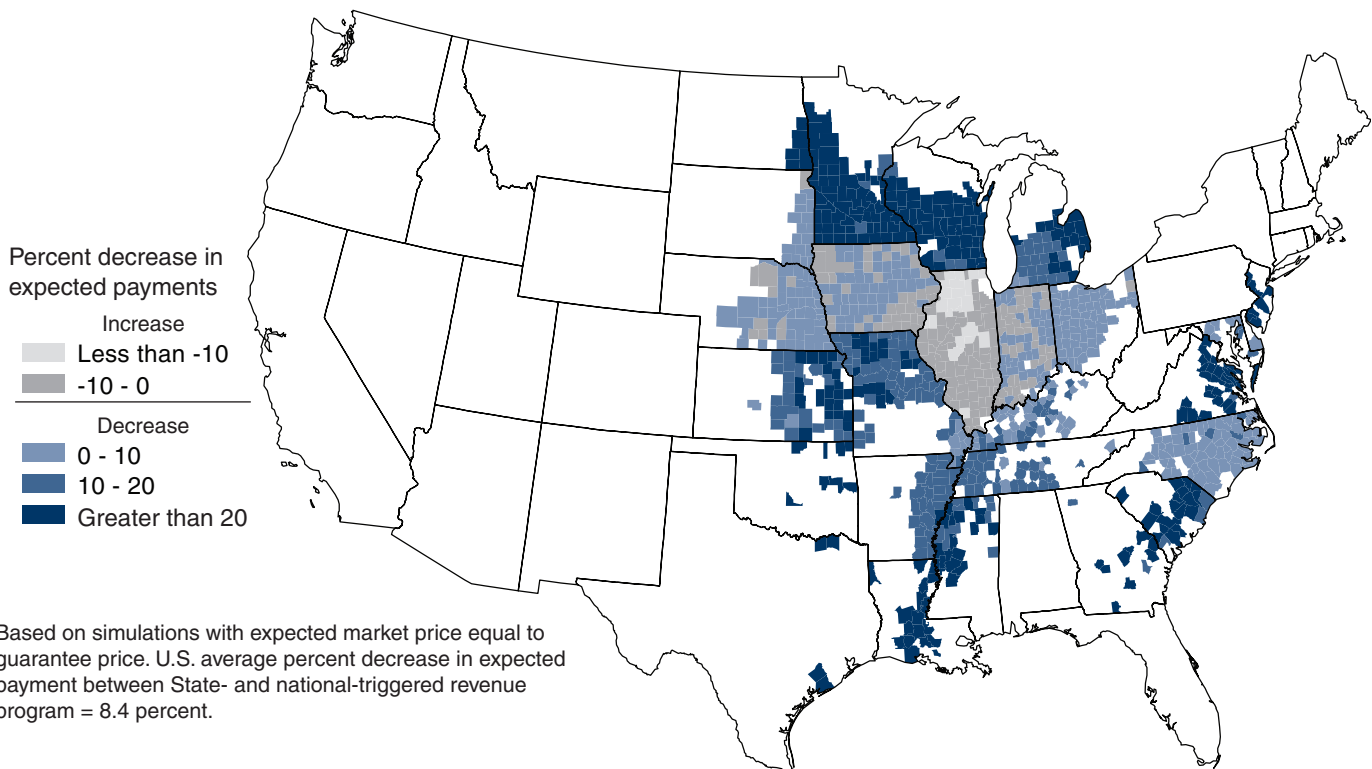 Percent decrease in
expected payments
Increase
Less than -10
-10 - 0
Decrease
0 - 10
10 - 20
Greater than 20
Based on simulations with expected market price equal to
guarantee price. U.S. average percent decrease in expected
payment between State- and national-triggered revenue
program = 8.4 percent.